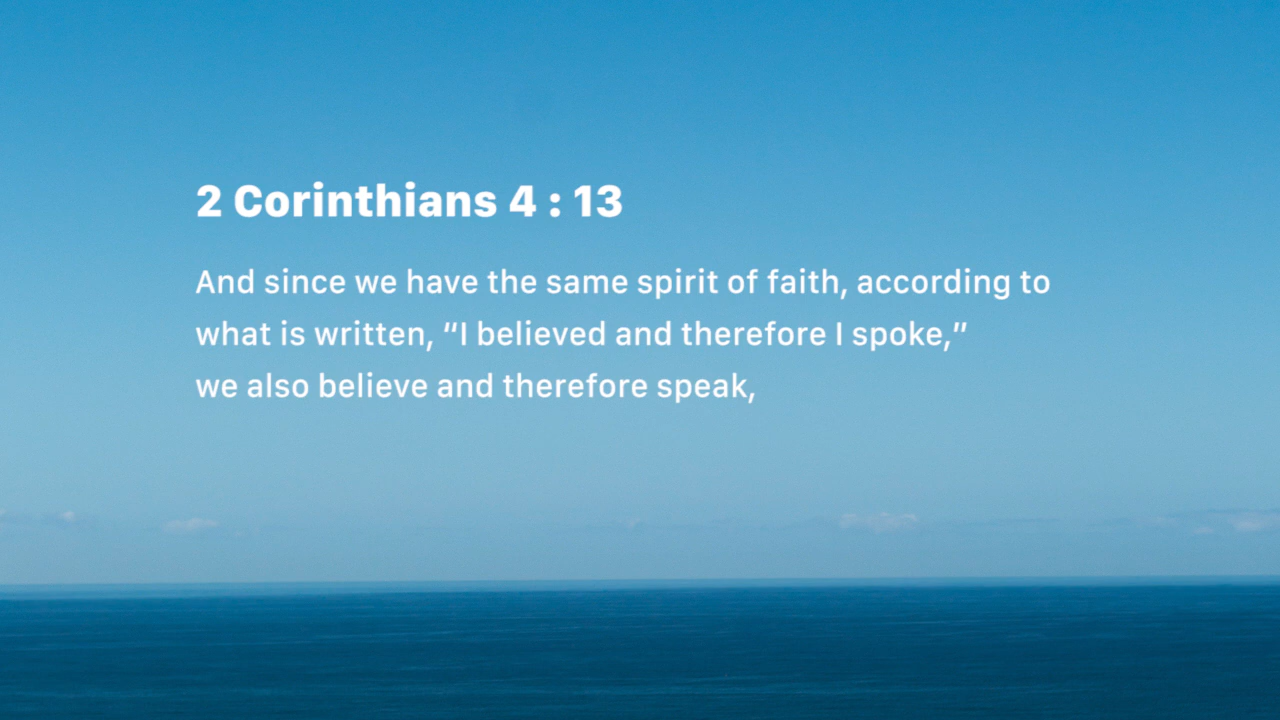 2 Corinthians 4 : 13
And since we have the same spirit of faith, according to
what is written, “I believed and therefore I spoke,”
we also believe and therefore speak,